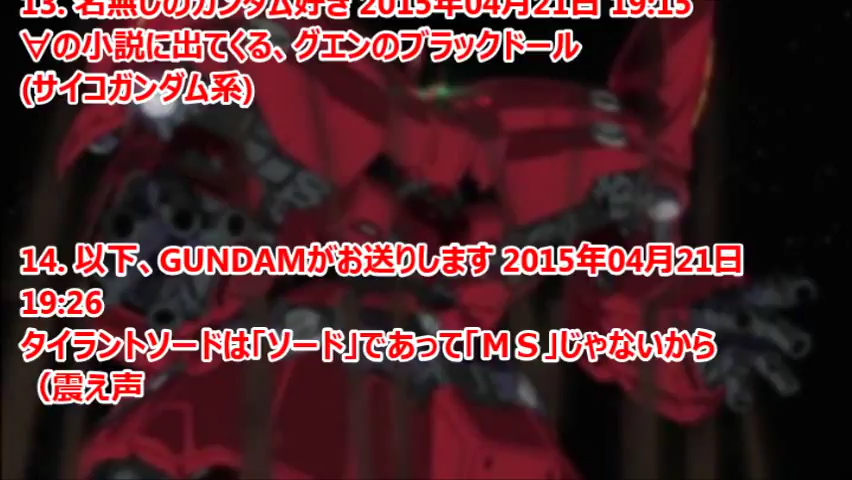 13. 名無しのガンダム好き 2015年04月21日 19:15
∀の小説に出てくる、グエンのブラックドール
(サイコガンダム系)
14. 以下、GUNDAMがお送りします 2015年04月21日
19:26
タイラントソードは「ソード」であって「ＭＳ」じゃないから
（震え声